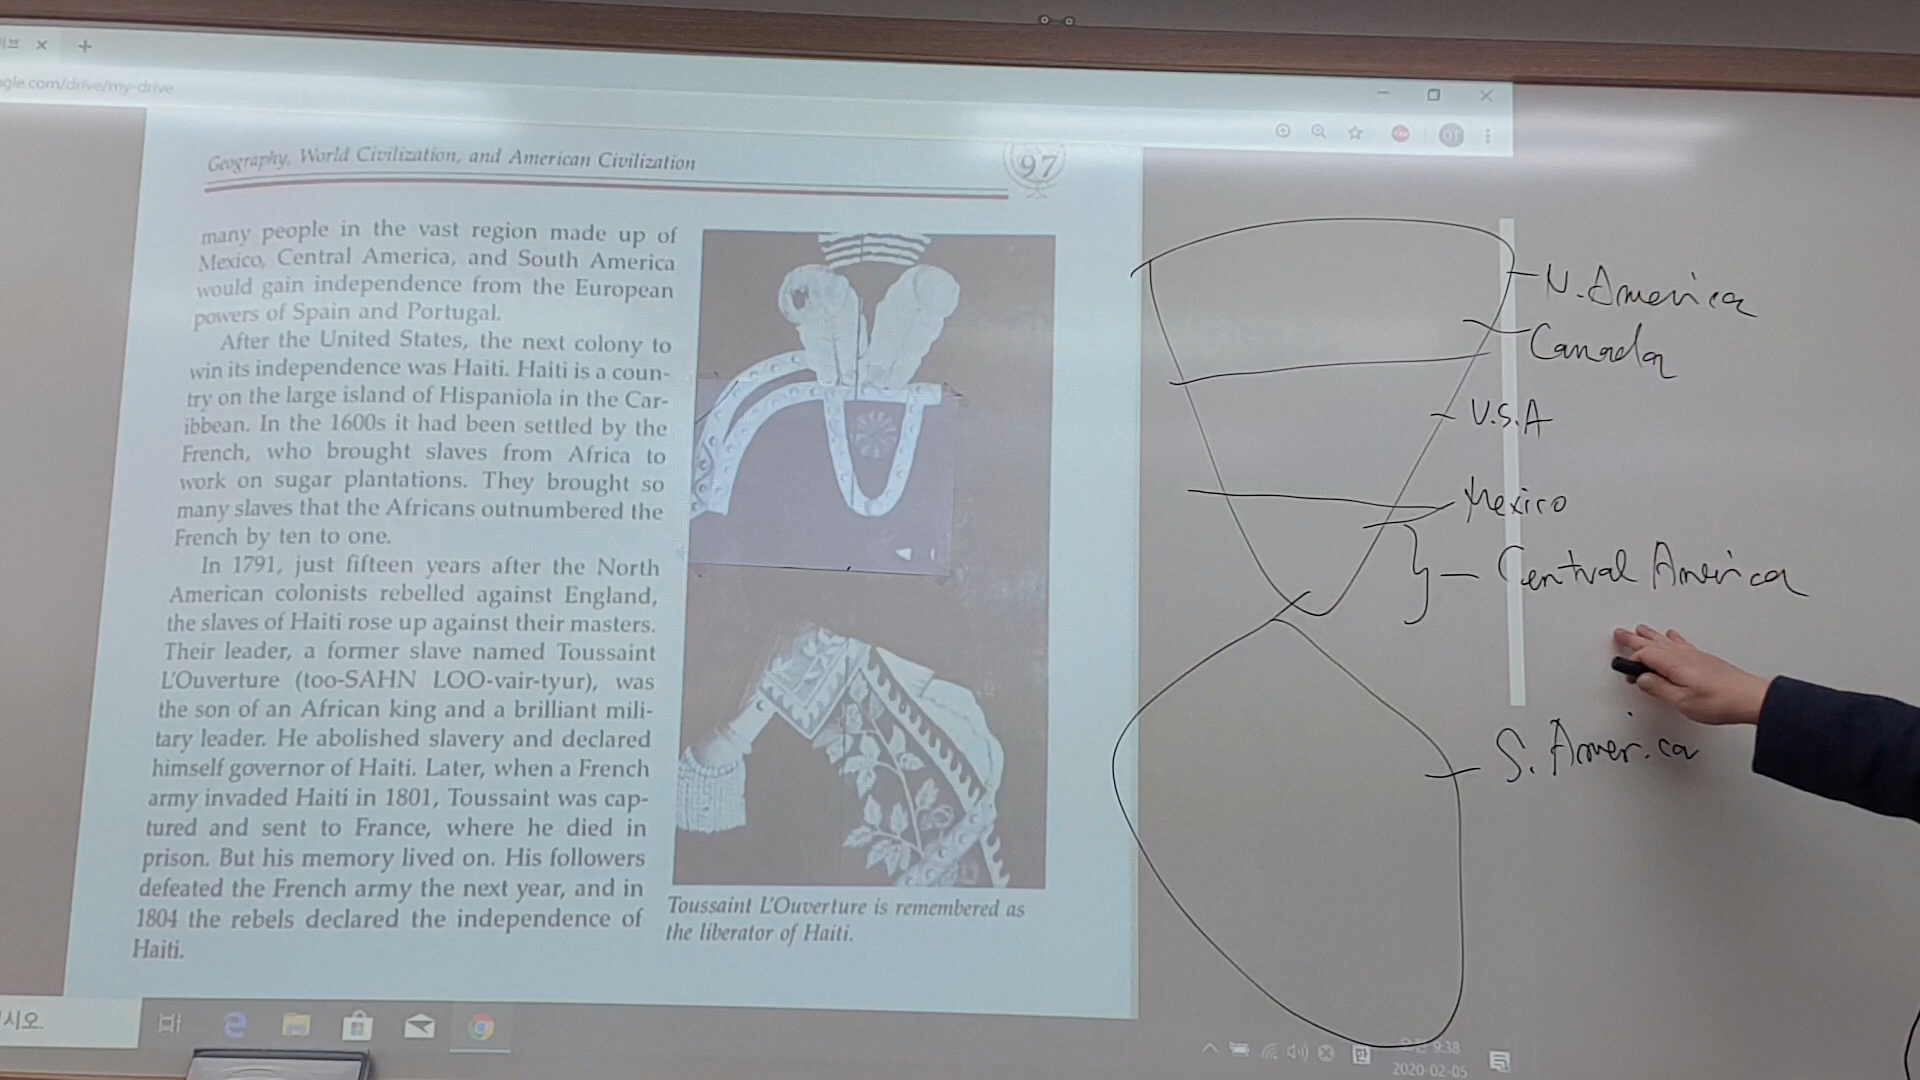 gle.com/drive/my-drive
Geography, World Civilization, and American Civilization
97
many people in the vast region made up of
Mexico, Central America, and South America
would gain independence from the European
powers of Spain and Portugal.
After the United States, the next colony to
win its independence was Haiti. Haiti is a coun-
try on the large island of Hispaniola in the Car-
ibbean. In the 1600s it had been settled by the
French, who brought slaves from Africa to
work on sugar plantations. They brought so
many slaves that the Africans outnumbered the
French by ten to one.
In 1791, just fifteen years after the North
American colonists rebelled against England,
the slaves of Haiti rose up against their masters.
Their leader, a former slave named Toussaint
L'Ouverture (too-SAHN LOO-vair-tyur), was
the son of an African king and a brilliant mili-
tary leader. He abolished slavery and declared
himself governor of Haiti. Later, when a French
army invaded Haiti in 1801, Toussaint was cap-
tured and sent to France, where he died in
prison. But his memory lived on. His followers
defeated the French army the next year, and in
1804 the rebels declared the independence of
Haiti.
Toussaint L'Ouverture is remembered as
the liberator of Haiti.
N. America
Canada
U.S.A
Mexico
Central America
S. America
시오.
9:38
2020-02-05